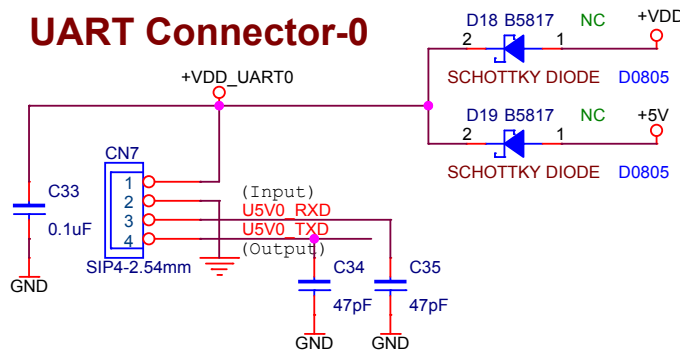 UART Connector-0
D18 B5817 NC +VDD
2 1
SCHOTTKY DIODE D0805
+VDD_UART0
D19 B5817 NC +5V
2 1
SCHOTTKY DIODE D0805
CN7
C33
0.1uF
1
2
3
4
(Input)
U5V0_RXD
U5V0_TXD
(Output)
SIP4-2.54mm
GND
C34
47pF
C35
47pF
GND
GND